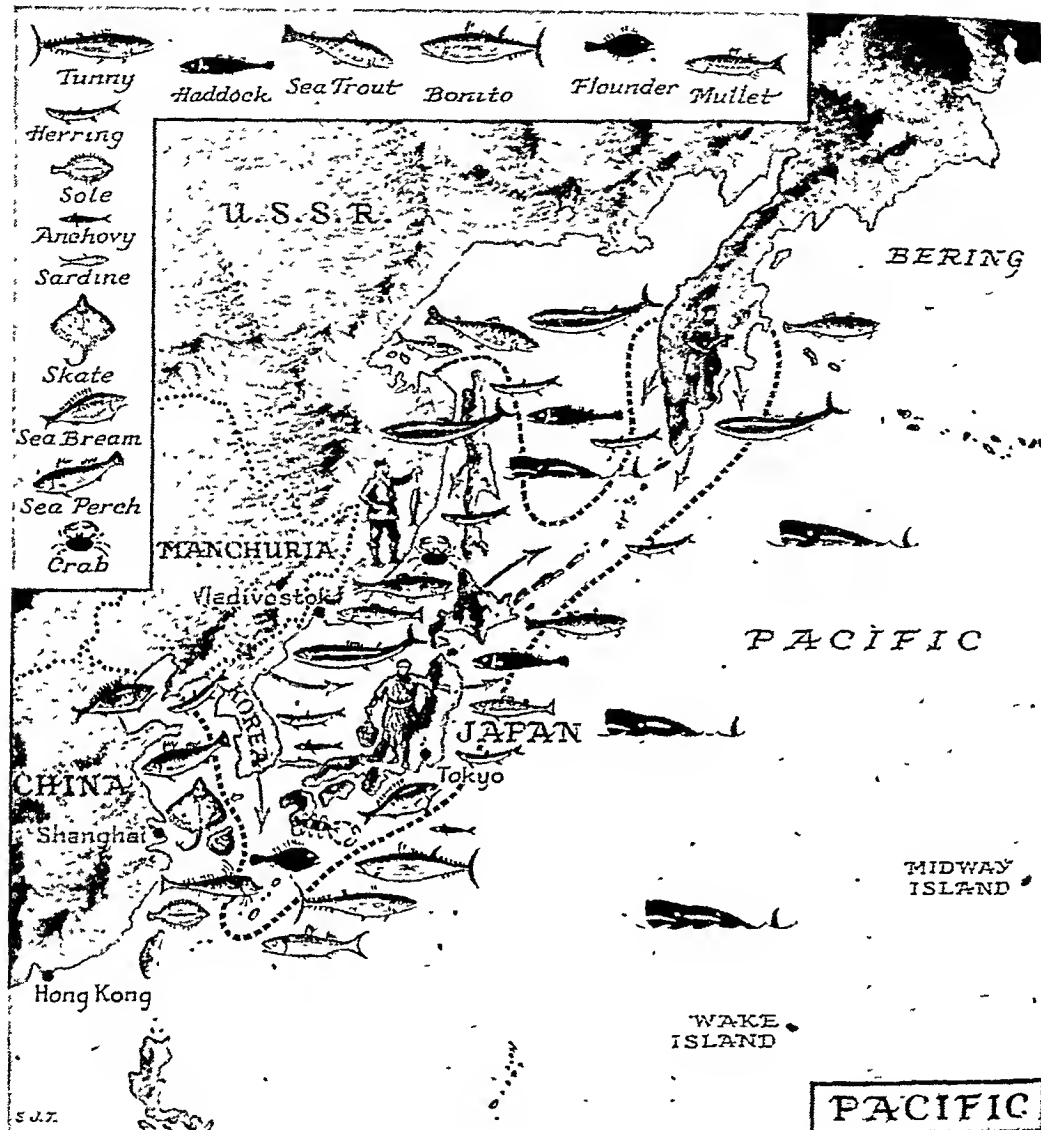 Tunny
Haddock
Sea Trout
Bonito
Flounder
Mullet
Herring
Sole
Anchovy
Sardine
Skate
Sea Bream
Sea Perch
Crab
U.S.S.R.
BERING
MANCHURIA
Vladivostok
PACIFIC
KOREA
JAPAN
Tokyo
CHINA
Shanghai
MIDWAY
ISLAND
Hong Kong
WAKE
ISLAND
S.J.T.
PACIFIC